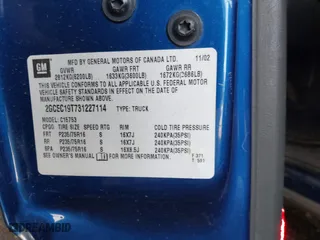 GM
MFD BY GENERAL MOTORS OF CANADA LTD. 11/02
GVWR GAWR FRT GAWR RR
2812KG(6200LB) 1633KG(3600LB) 1672KG(3686LB)
THIS VEHICLE CONFORMS TO ALL APPLICABLE U.S. FEDERAL
MOTOR VEHICLE SAFETY STANDARDS IN EFFECT ON THE DATE
OF MANUFACTURE SHOWN ABOVE.
2GCEC19T731227114 TYPE: TRUCK
MODEL: C15753
TIRE SIZE SPEED RTG RIM COLD TIRE PRESSURE
FRT P235/75R16 S 16X7J 240KPA(35PSI)
RR P235/75R16 S 16X7J 240KPA(35PSI)
SPA P235/75R16 S 16X6.5J 240KPA(35PSI)
SEE OWNER'S MANUAL FOR ADDITIONAL INFORMATION.